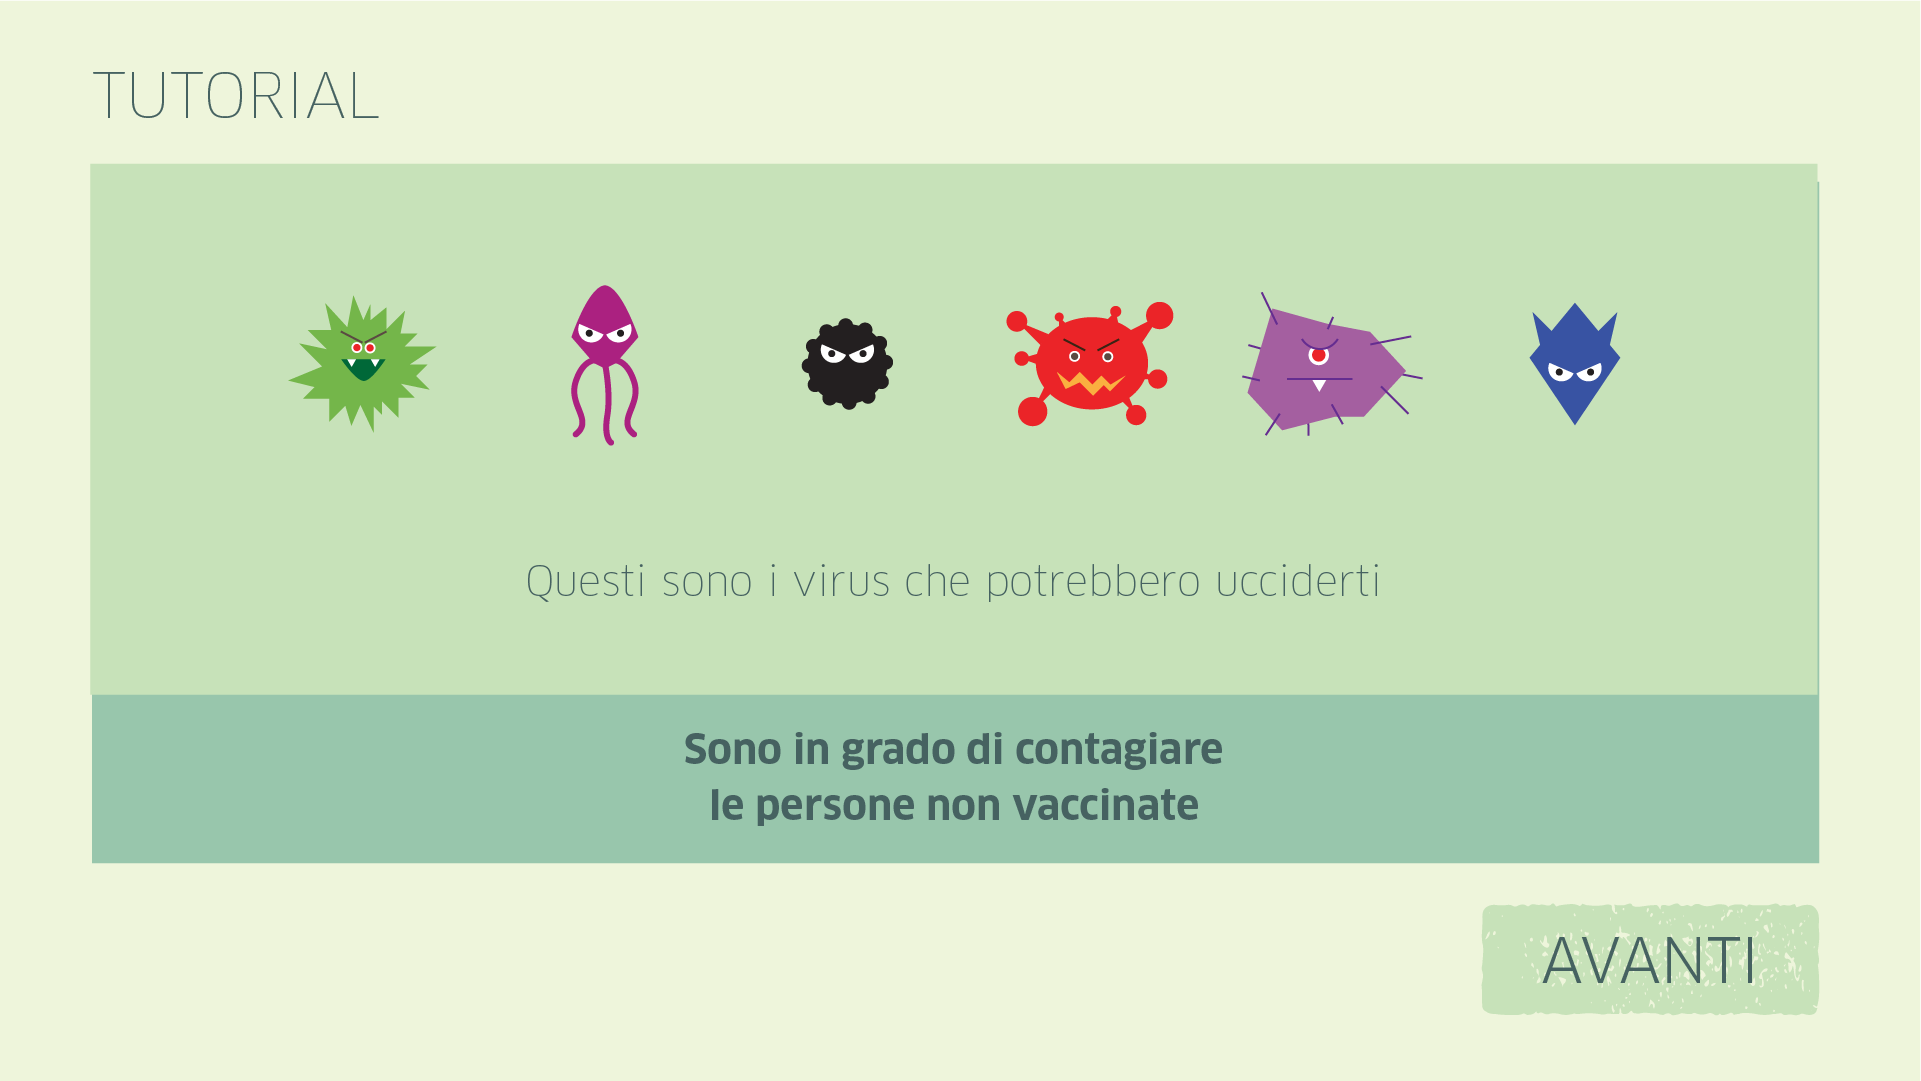 TUTORIAL
Questi sono i virus che potrebbero ucciderti
Sono in grado di contagiare
le persone non vaccinate
AVANTI